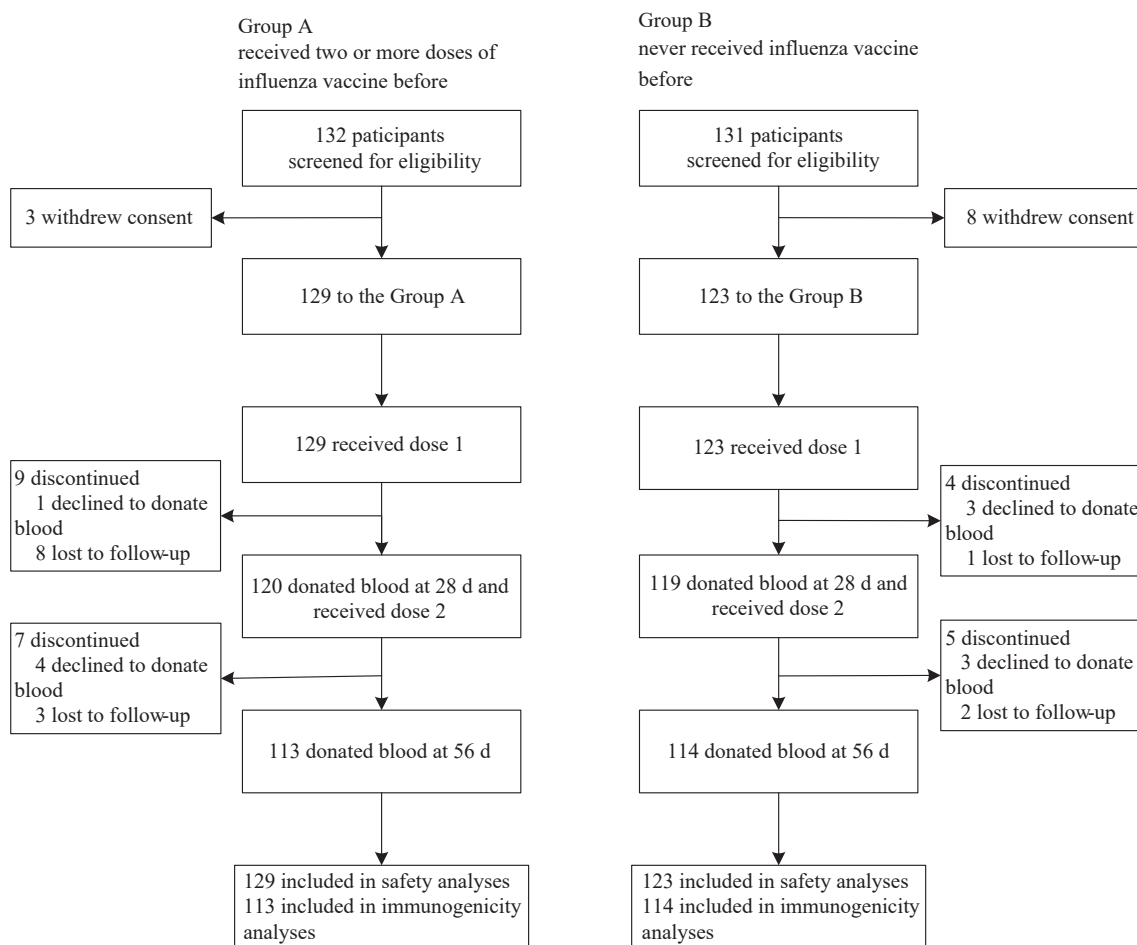 Group A
received two or more doses of
influenza vaccine before
132 paticipants
screened for eligibility
3 withdrew consent
129 to the Group A
129 received dose 1
9 discontinued
1 declined to donate
blood
8 lost to follow-up
120 donated blood at 28 d and
received dose 2
7 discontinued
4 declined to donate
blood
3 lost to follow-up
113 donated blood at 56 d
129 included in safety analyses
113 included in immunogenicity
analyses
Group B
never received influenza vaccine
before
131 paticipants
screened for eligibility
8 withdrew consent
123 to the Group B
123 received dose 1
4 discontinued
3 declined to donate
blood
1 lost to follow-up
119 donated blood at 28 d and
received dose 2
5 discontinued
3 declined to donate
blood
2 lost to follow-up
114 donated blood at 56 d
123 included in safety analyses
114 included in immunogenicity
analyses